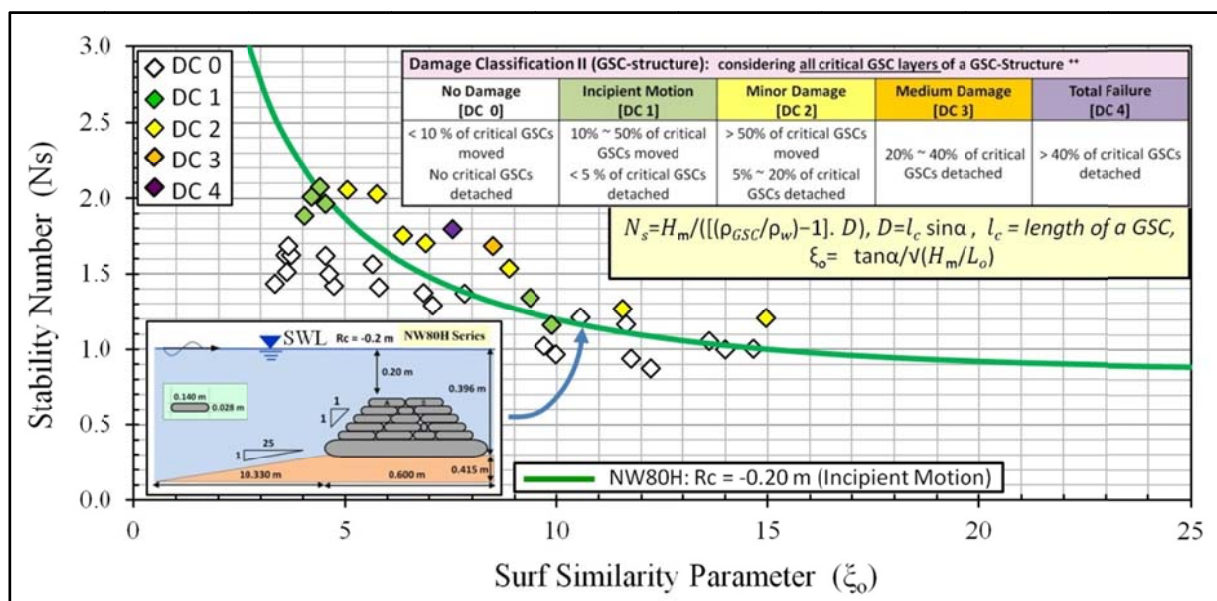 Stability Number (Ns)
3.0
2.5
2.0
1.5
1.0
0.5
0.0
DC 0
DC 1
DC 2
DC 3
DC 4
Damage Classification II (GSC-structure): considering all critical GSC layers of a GSC-Structure ++
No Damage
[DC 0]
Incipient Motion
[DC 1]
Minor Damage
[DC 2]
Medium Damage
[DC 3]
Total Failure
[DC 4]
< 10 % of critical GSCs
moved
No critical GSCs
detached
10% ~ 50% of critical
GSCs moved
< 5 % of critical GSCs
detached
> 50% of critical GSCs
moved
5% ~ 20% of critical
GSCs detached
20% ~ 40% of critical
GSCs detached
> 40% of critical GSCs
detached
Ns=Hm/([(ρGSC/ρw)−1]. D), D=lc sinα , lc = length of a GSC,
ξo= tanα/√(Hm/Lo)
SWL Rc = -0.2 m NW80H Series
0.20 m
0.396 m
0.140 m
0.028 m
1
1
25
1
10.330 m
0.600 m
0.415 m
NW80H: Rc = -0.20 m (Incipient Motion)
0 5 10 15 20 25
Surf Similarity Parameter (ξo)